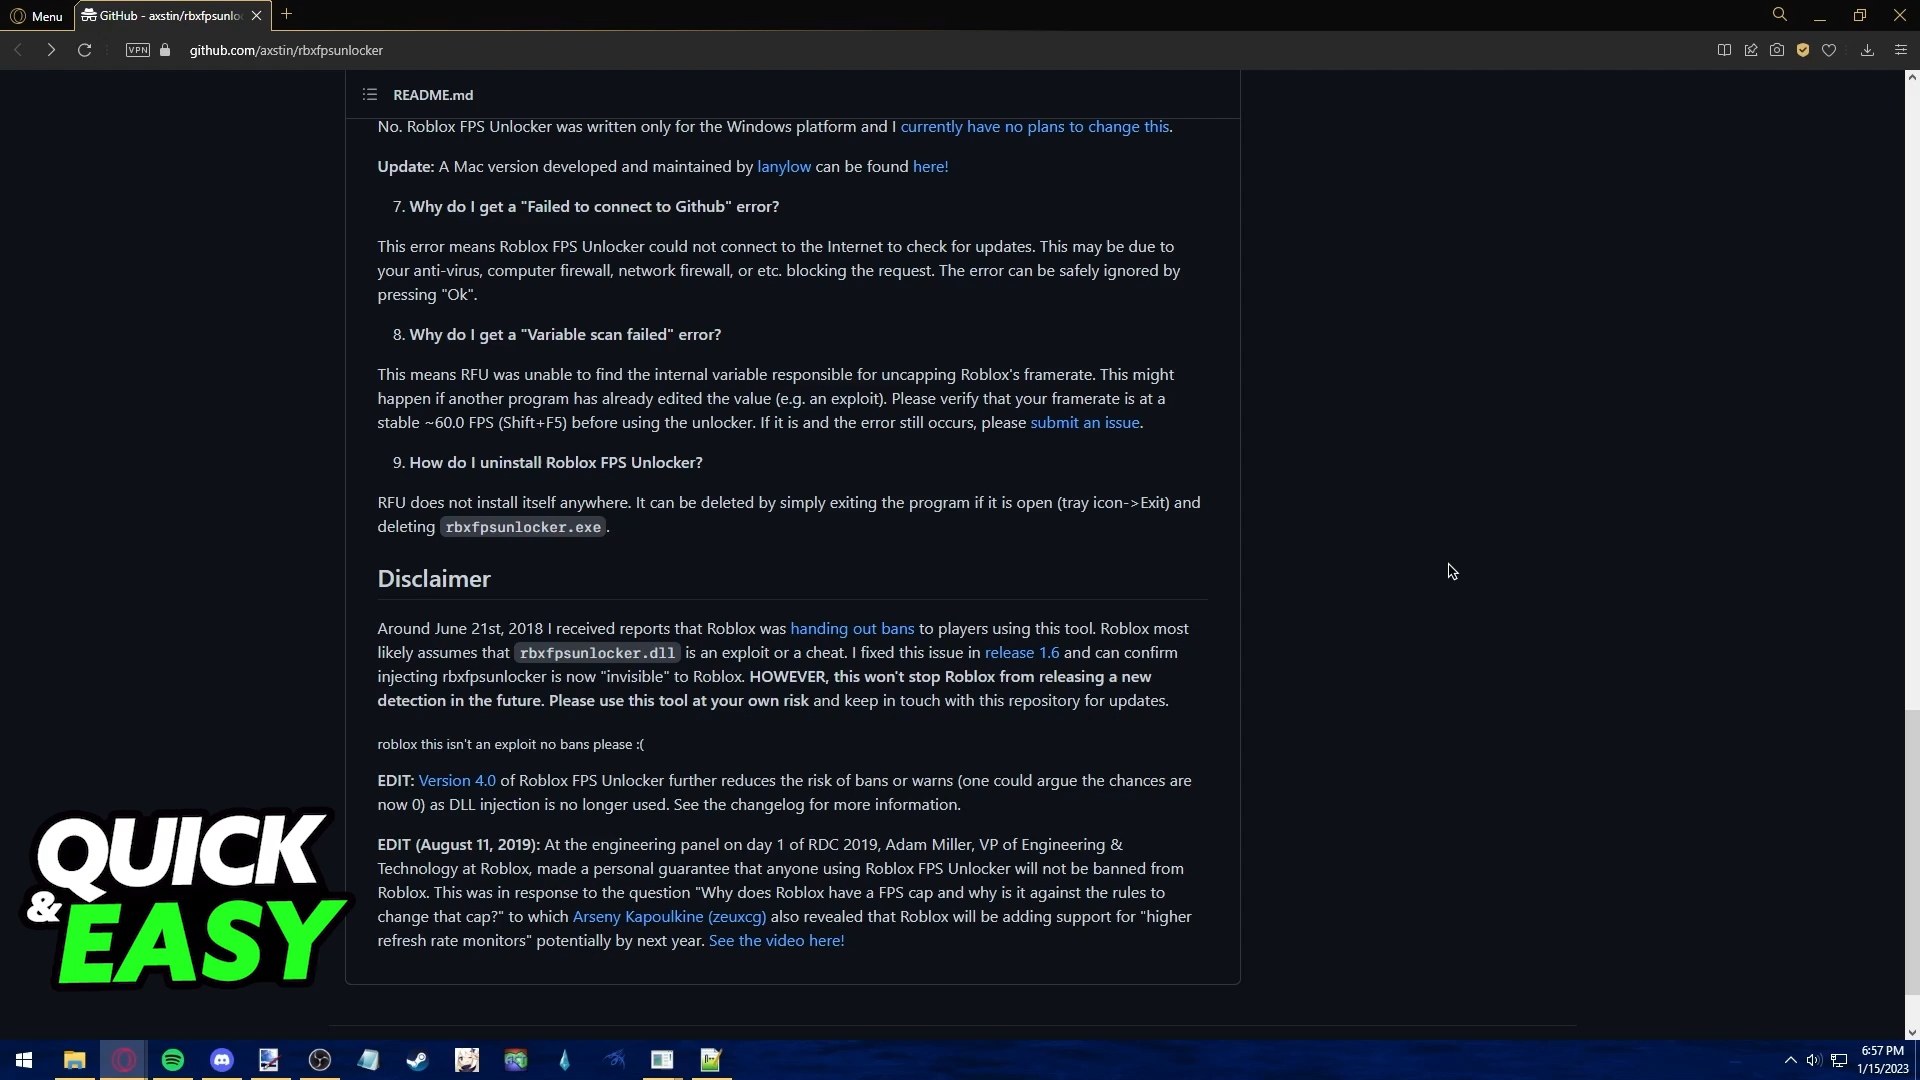 Menu
GitHub - axstin/rbxfpsunlo
VPN
github.com/axstin/rbxfpsunlocker
README.md
No. Roblox FPS Unlocker was written only for the Windows platform and I currently have no plans to change this.
Update: A Mac version developed and maintained by lanylow can be found here!
7. Why do I get a "Failed to connect to Github" error?
This error means Roblox FPS Unlocker could not connect to the Internet to check for updates. This may be due to
your anti-virus, computer firewall, network firewall, or etc. blocking the request. The error can be safely ignored by
pressing "Ok".
8. Why do I get a "Variable scan failed" error?
This means RFU was unable to find the internal variable responsible for uncapping Roblox's framerate. This might
happen if another program has already edited the value (e.g. an exploit). Please verify that your framerate is at a
stable ~60.0 FPS (Shift+F5) before using the unlocker. If it is and the error still occurs, please submit an issue.
9. How do I uninstall Roblox FPS Unlocker?
RFU does not install itself anywhere. It can be deleted by simply exiting the program if it is open (tray icon->Exit) and
deleting rbxfpsunlocker.exe.
Disclaimer
Around June 21st, 2018 I received reports that Roblox was handing out bans to players using this tool. Roblox most
likely assumes that rbxfpsunlocker.dll is an exploit or a cheat. I fixed this issue in release 1.6 and can confirm
injecting rbxfpsunlocker is now "invisible" to Roblox. HOWEVER, this won't stop Roblox from releasing a new
detection in the future. Please use this tool at your own risk and keep in touch with this repository for updates.
roblox this isn't an exploit no bans please :(
EDIT: Version 4.0 of Roblox FPS Unlocker further reduces the risk of bans or warns (one could argue the chances are
now 0) as DLL injection is no longer used. See the changelog for more information.
EDIT (August 11, 2019): At the engineering panel on day 1 of RDC 2019, Adam Miller, VP of Engineering &
Technology at Roblox, made a personal guarantee that anyone using Roblox FPS Unlocker will not be banned from
Roblox. This was in response to the question "Why does Roblox have a FPS cap and why is it against the rules to
change that cap?" to which Arseny Kapoulkine (zeuxcg) also revealed that Roblox will be adding support for "higher
refresh rate monitors" potentially by next year. See the video here!
QUICK
& EASY
6:57 PM
1/15/2023